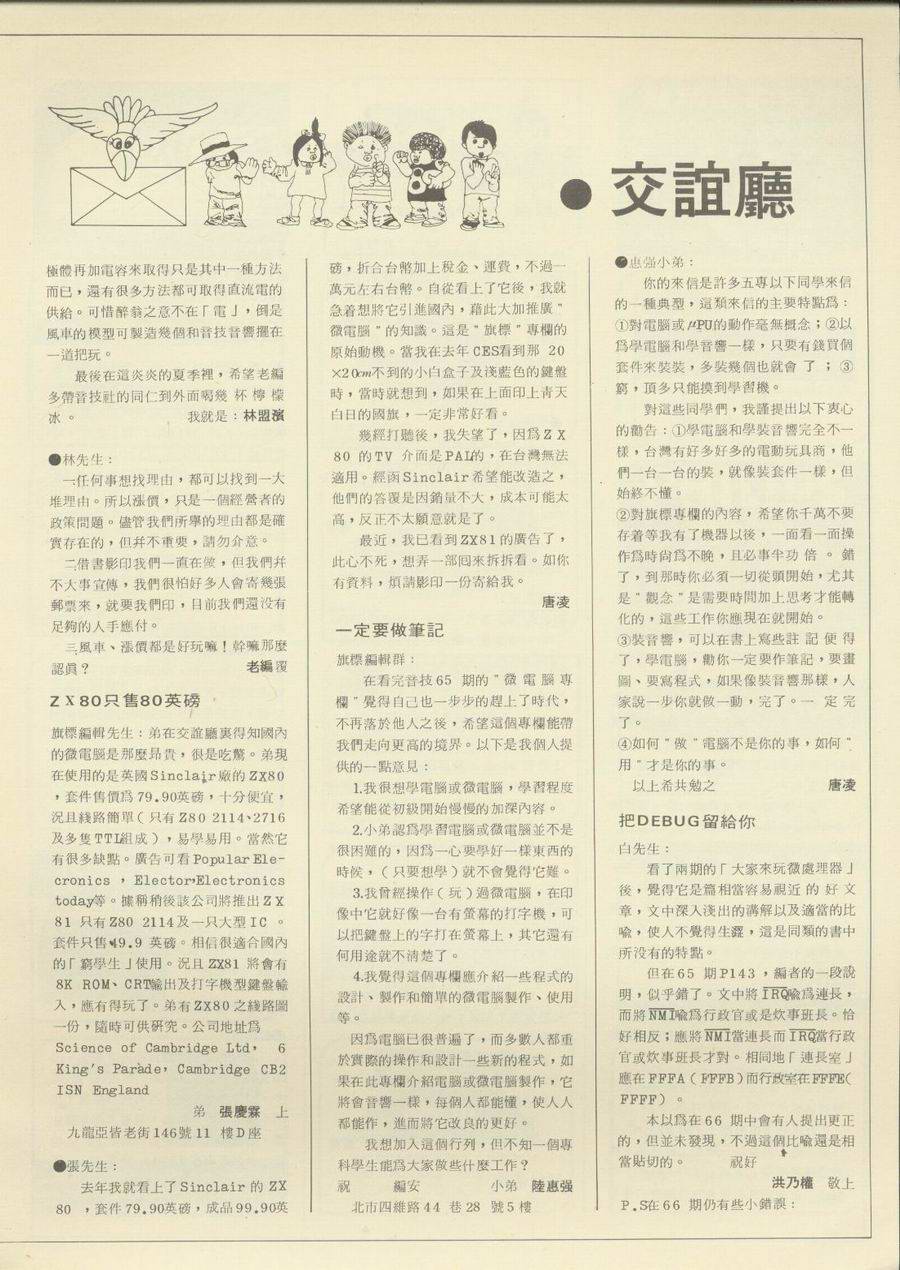 ● 交誼廳
極體再加電容來取得只是其中一種方法
而已，還有很多方法都可取得直流電的
供給。可惜醉翁之意不在「電」，倒是
風車的模型可製造幾個和音技音響擺在
一道把玩。
最後在這炎炎的夏季裡，希望老編
多帶音技社的同仁到外面喝幾杯檸檬
冰。　我就是：林盟濱
●林先生：
一任何事想找理由，都可以找到一大
堆理由。所以漲價，只是一個經營者的
政策問題。儘管我們所舉的理由都是確
實存在的，但幷不重要，請勿介意。
二借書影印我們一直在做，但我們幷
不大事宣傳，我們很怕好多人會寄幾張
郵票來，就要我們印，目前我們還没有
足夠的人手應付。
三風車、漲價都是好玩嘛！幹嘛那麼
認眞？　老編覆
ZX80只售80英磅
旗標編輯先生：弟在交誼廳裏得知國內
的微電腦是那麼昂貴，很是吃驚。弟現
在使用的是英國Sinclair廠的ZX80
，套件售價爲79.90英磅，十分便宜，
況且綫路簡單（只有Z80 2114、2716
及多隻TTL組成），易學易用。當然它
有很多缺點。廣告可看Popular Ele-
cronics ， Elector，Electronics
today等。據稱稍後該公司將推出ZX
81 只有Z80 2114及一只大型IC 。
套件只售49.9 英磅。相信很適合國內
的「窮學生」使用。況且ZX81 將會有
8K ROM、CRT輸出及打字機型鍵盤輸
入，應有得玩了。弟有ZX80之綫路圖
一份，隨時可供研究。公司地址爲
Science of Cambridge Ltd， 6
King's Parade, Cambridge CB2
ISN England
弟　張慶霖　上
九龍亞皆老街146號11 樓D座
●張先生：
去年我就看上了Sinclair 的 ZX
80 ，套件79.90英磅，成品99.90英
磅，折合台幣加上稅金、運費，不過一
萬元左右台幣。自從看上了它後，我就
急着想將它引進國內，藉此大加推廣"
微電腦"的知識。這是"旗標"專欄的
原始動機。當我在去年CES看到那 20
×20cm不到的小白盒子及淺藍色的鍵盤
時，當時就想到，如果在上面印上靑天
白日的國旗，一定非常好看。
幾經打聽後，我失望了，因爲ZX
80 的TV 介面是PAL的，在台灣無法
適用。經函Sinclair希望能改造之，
他們的答覆是因銷量不大，成本可能太
高，反正不太願意就是了。
最近，我已看到ZX81的廣告了，
此心不死，想弄一部囘來拆拆看。如你
有資料，煩請影印一份寄給我。
唐凌
一定要做筆記
旗標編輯群：
在看完音技65 期的"微電腦專
欄"覺得自己也一步步的趕上了時代，
不再落於他人之後，希望這個專欄能帶
我們走向更高的境界。以下是我個人提
供的一點意見：
1.我很想學電腦或微電腦，學習程度
希望能從初級開始慢慢的加深內容。
2.小弟認爲學習電腦或微電腦並不是
很困難的，因爲一心要學好一樣東西的
時候，（只要想學）就不會覺得它難。
3.我曾經操作（玩）過微電腦，在印
像中它就好像一台有螢幕的打字機，可
以把鍵盤上的字打在螢幕上，其它還有
何用途就不清楚了。
4.我覺得這個專欄應介紹一些程式的
設計、製作和簡單的微電腦製作、使用
等。
因爲電腦已很普遍了，而多數人都重
於實際的操作和設計一些新的程式，如
果在此專欄介紹電腦或微電腦製作，它
將會音響一樣，每個人都能懂，使人人
都能作，進而將它改良的更好。
我想加入這個行列，但不知一個專
科學生能爲大家做些什麼工作？
祝　編安　小弟　陸惠强
北市四維路44 巷28 號5樓
●惠强小弟：
你的來信是許多五專以下同學來信
的一種典型，這類來信的主要特點爲：
①對電腦或μPU的動作毫無概念；②以
爲學電腦和學音響一樣，只要有錢買個
套件來裝裝，多裝幾個也就會了；③
窮，頂多只能摸到學習機。
對這些同學們，我謹提出以下衷心
的勸告：①學電腦和學裝音響完全不一
樣，台灣有好多好多的電動玩具商，他
們一台一台的裝，就像裝套件一樣，但
始終不懂。
②對旗標專欄的內容，希望你千萬不要
存着等我有了機器以後，一面看一面操
作爲時尙爲不晚，且必事半功倍。錯
了，到那時你必須一切從頭開始，尤其
是"觀念"是需要時間加上思考才能轉
化的，這些工作你應現在就開始。
③裝音響，可以在書上寫些註記便得
了，學電腦，勸你一定要作筆記，要畫
圖、要寫程式，如果像裝音響那樣，人
家說一步你就做一動，完了。一定完
了。
④如何"做"電腦不是你的事，如何"
用"才是你的事。
以上希共勉之　唐凌
把DEBUG留給你
白先生：
看了兩期的「大家來玩微處理器」
後，覺得它是篇相當容易視近的好文
章，文中深入淺出的講解以及適當的比
喻，使人不覺得生澀，這是同類的書中
所没有的特點。
但在65 期P143 ，編者的一段說
明，似乎錯了。文中將IRQ喻爲連長，
而將NMI喻爲行政官或是炊事班長。恰
好相反；應將NMI當連長而IRQ當行政
官或炊事班長才對。相同地「連長室」
應在FFFA（FFFB）而行政室在FFFE（
FFFF）。
本以爲在66 期中會有人提出更正
的，但並未發現，不過這個比喻還是相
當貼切的。　祝好
洪乃權　敬上
P.S在66 期仍有些小錯誤：